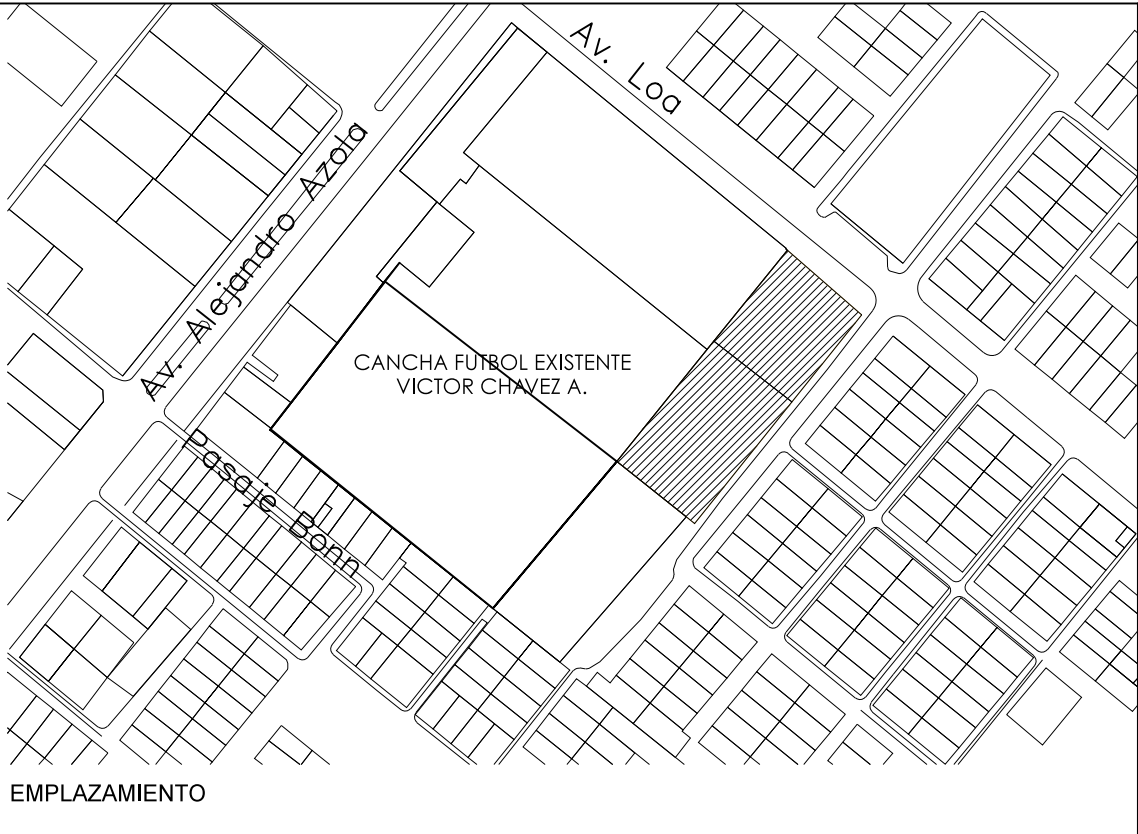 Av. Loa
Av. Alejandro Azola
CANCHA FUTBOL EXISTENTE
VICTOR CHAVEZ A.
Pasaje Bonn
EMPLAZAMIENTO